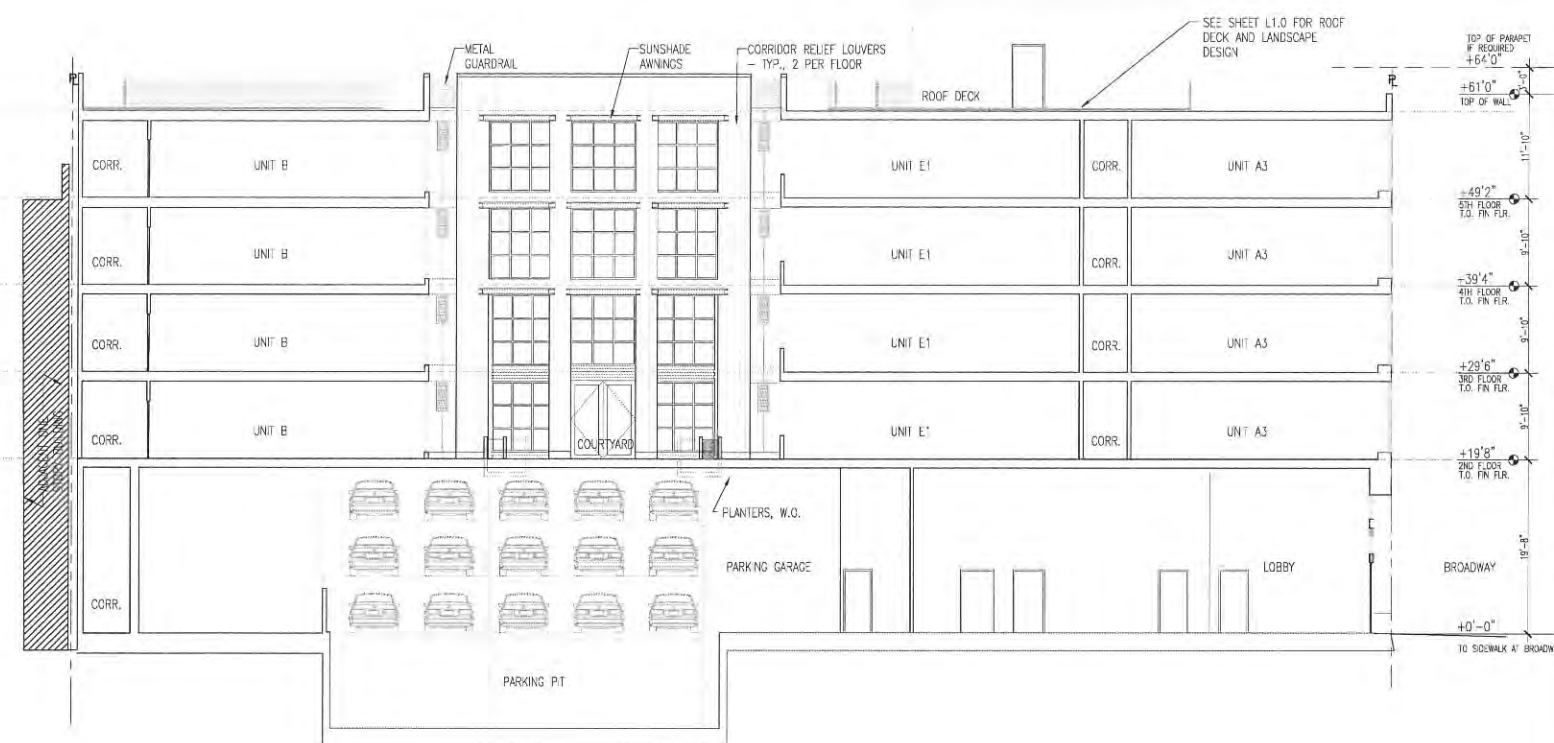 SEE SHEET L1.0 FOR ROOF
DECK AND LANDSCAPE
DESIGN
METAL
GUARDRAIL
SUNSHADE
AWNINGS
CORRIDOR RELIEF LOUVERS
- TYP., 2 PER FLOOR
TOP OF PARAPET
IF REQUIRED
+64'0"
3'-0"
PL
PL
+61'0"
TOP OF WALL
ROOF DECK
11'-10"
CORR.
UNIT B
UNIT E1
CORR.
UNIT A3
+49'2"
5TH FLOOR
T.O. FIN FLR.
9'-10"
CORR.
UNIT B
UNIT E1
CORR.
UNIT A3
+39'4"
4TH FLOOR
T.O. FIN FLR.
9'-10"
CORR.
UNIT B
UNIT E1
CORR.
UNIT A3
+29'6"
3RD FLOOR
T.O. FIN FLR.
9'-10"
CORR.
UNIT B
COURTYARD
UNIT E1
CORR.
UNIT A3
+19'8"
2ND FLOOR
T.O. FIN FLR.
PLANTERS, W.O.
PARKING GARAGE
LOBBY
BROADWAY
19'-8"
CORR.
+0'-0"
TO SIDEWALK AT BROADW
PARKING PIT